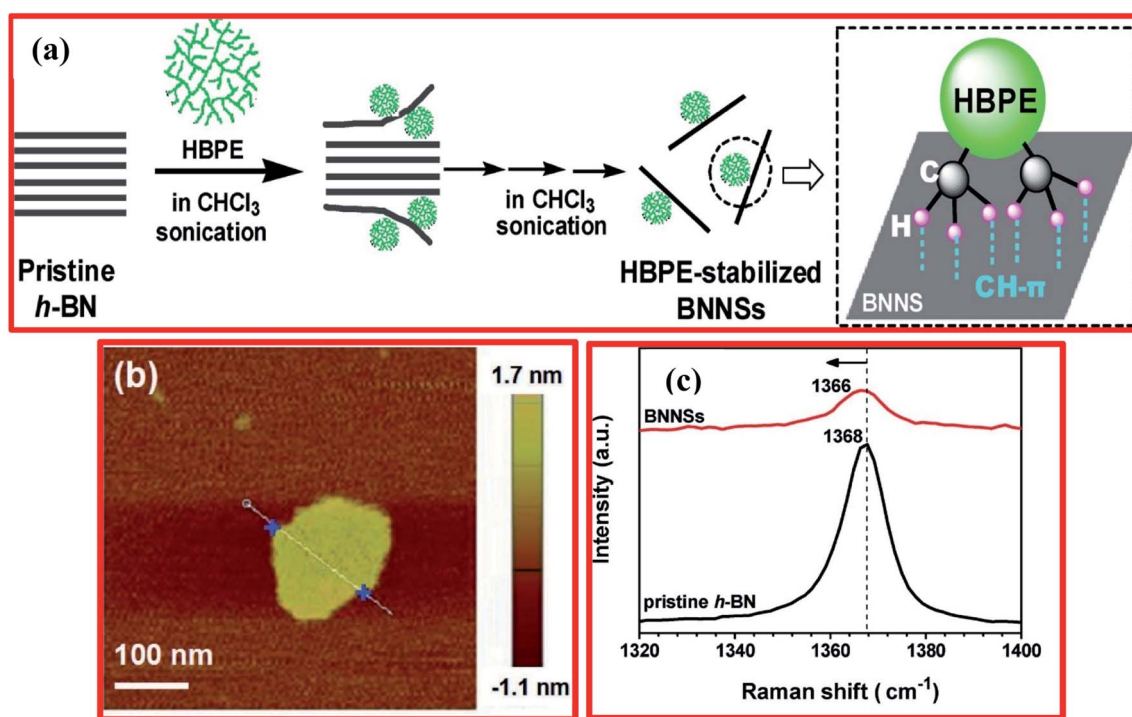 (a)
HBPE
in CHCl₃
sonication
Pristine
h-BN
in CHCl₃
sonication
HBPE-stabilized
BNNSs
HBPE
C
H
CH-π
BNNS
(b)
100 nm
1.7 nm
-1.1 nm
(c)
1366
BNNSs
1368
pristine h-BN
Intensity (a.u.)
1320 1340 1360 1380 1400
Raman shift ( cm⁻¹)